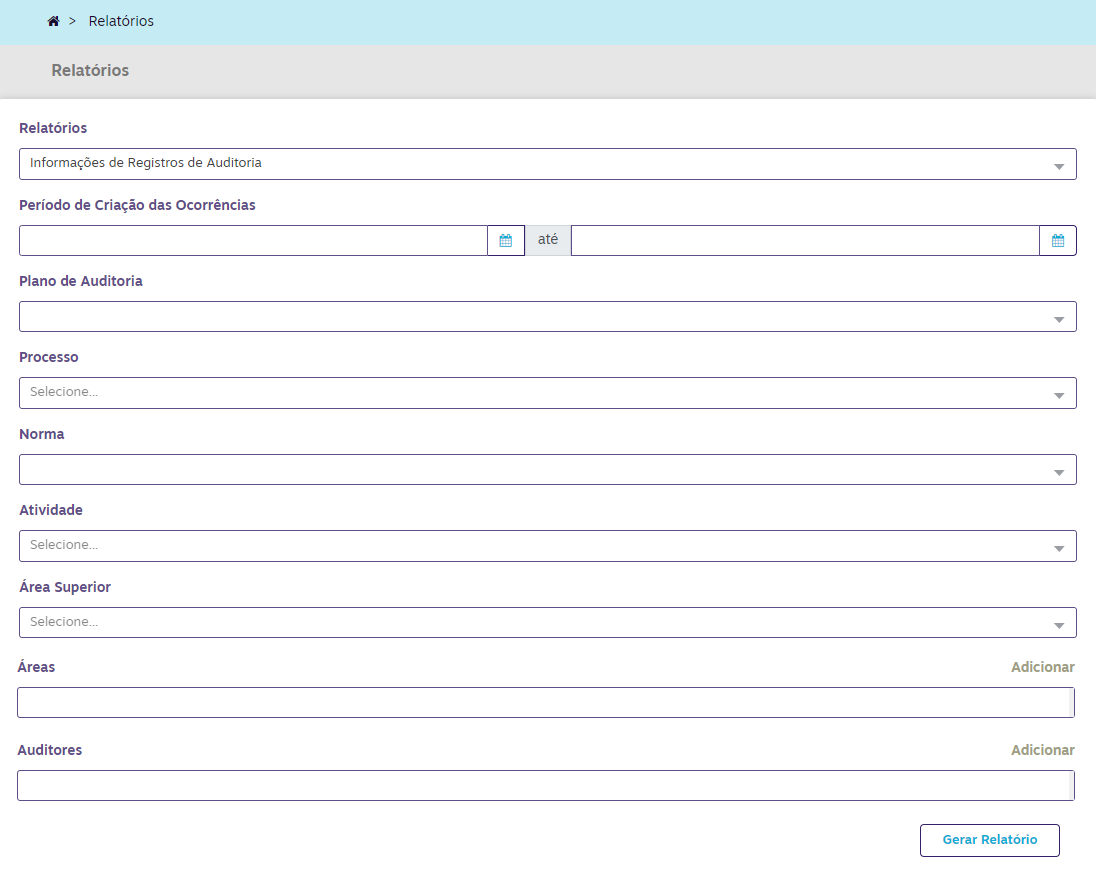 > Relatórios
Relatórios
Relatórios
Informações de Registros de Auditoria
Período de Criação das Ocorrências
até
Plano de Auditoria
Processo
Selecione...
Norma
Atividade
Selecione...
Área Superior
Selecione...
Áreas Adicionar
Auditores Adicionar
Gerar Relatório